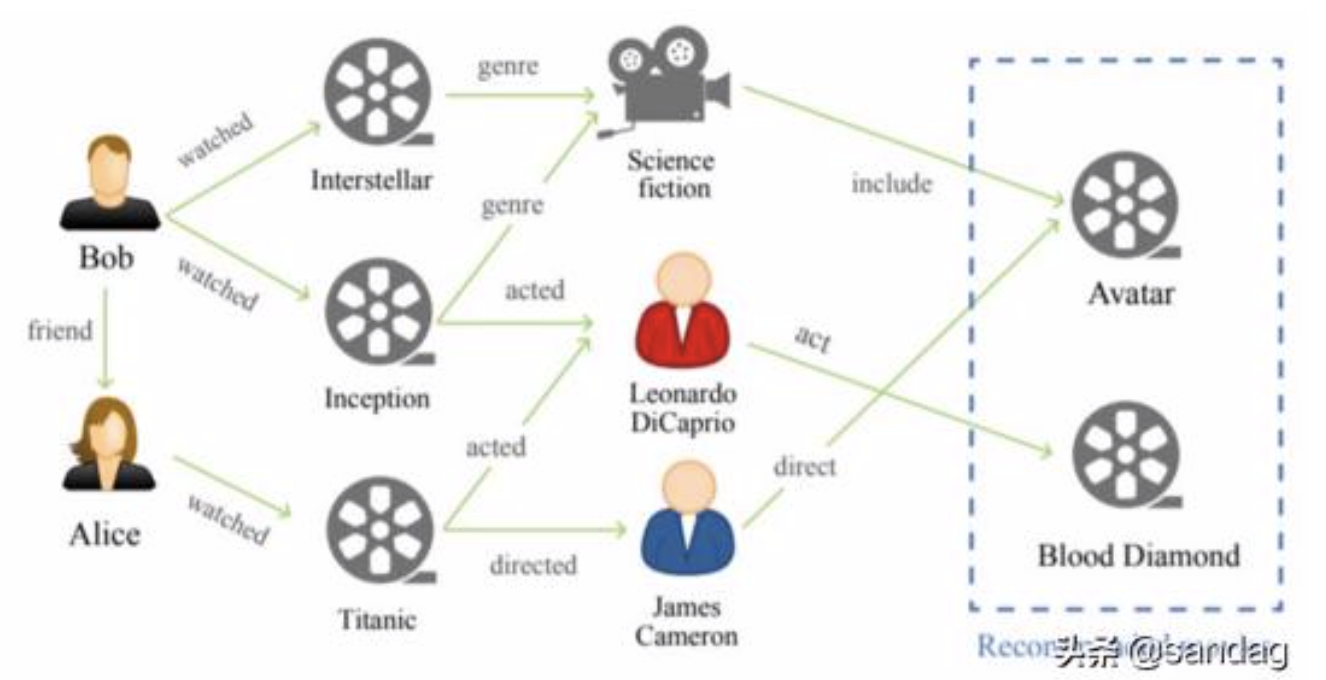 genre
watched
Interstellar
Science
fiction
include
genre
Bob
watched
acted
Avatar
friend
act
Inception
Leonardo
DiCaprio
acted
direct
watched
Alice
directed
Blood Diamond
Titanic
James
Cameron
头条 @sandag